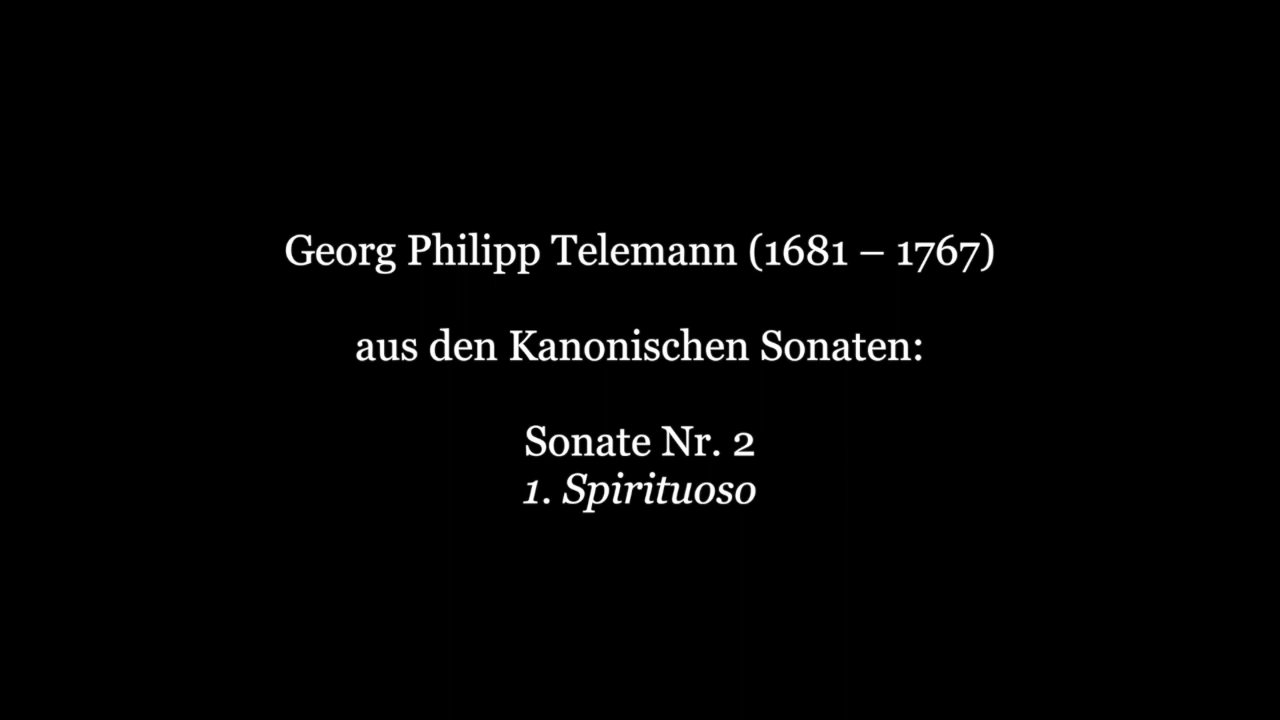 Georg Philipp Telemann (1681 – 1767)
aus den Kanonischen Sonaten:
Sonate Nr. 2
1. Spirituoso